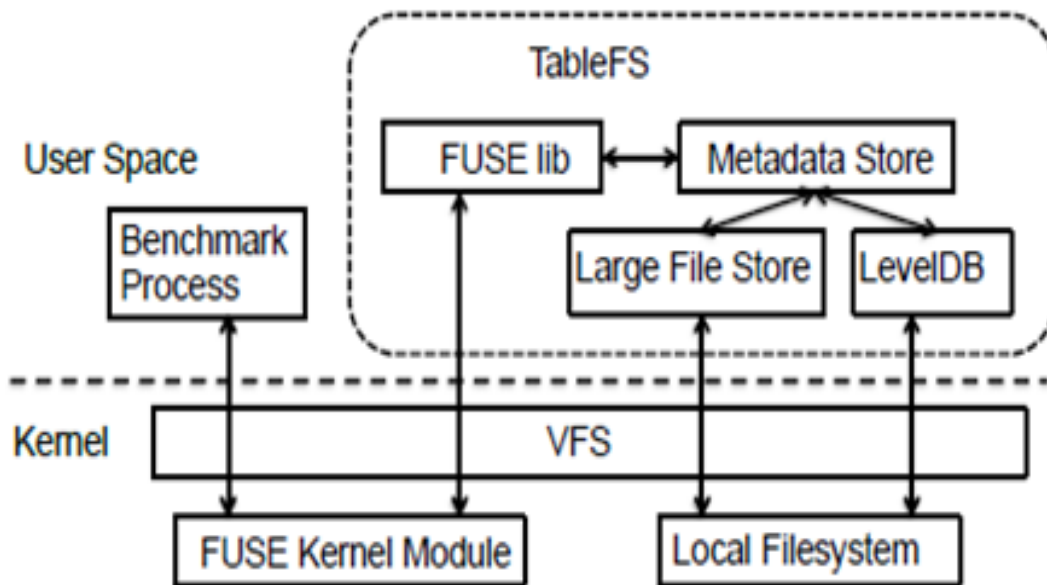 TableFS
User Space
FUSE lib
Metadata Store
Benchmark
Process
Large File Store
LevelDB
Kernel
VFS
FUSE Kernel Module
Local Filesystem